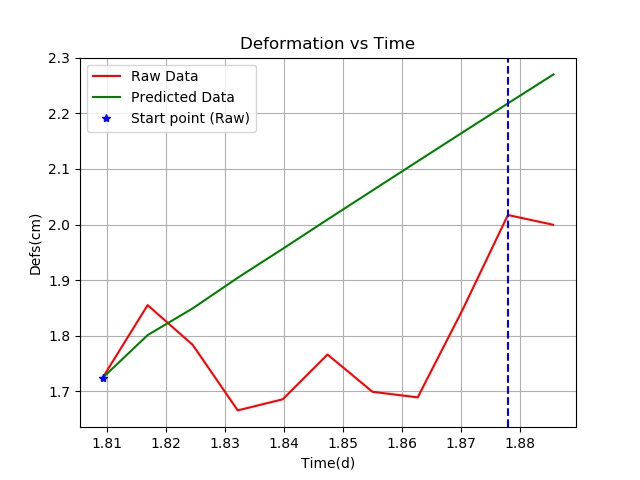 Deformation vs Time
Raw Data
Predicted Data
Start point (Raw)
Defs(cm)
2.3
2.2
2.1
2.0
1.9
1.8
1.7
1.81 1.82 1.83 1.84 1.85 1.86 1.87 1.88
Time(d)